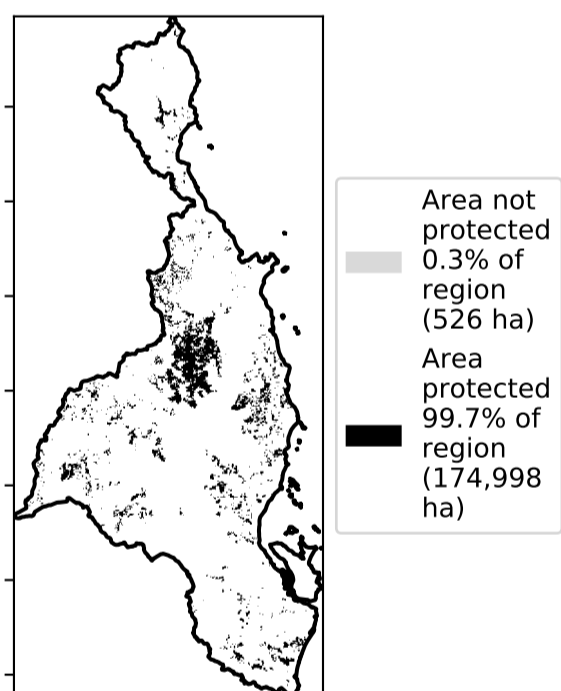 Area not
protected
0.3% of
region
(526 ha)
Area
protected
99.7% of
region
(174,998
ha)